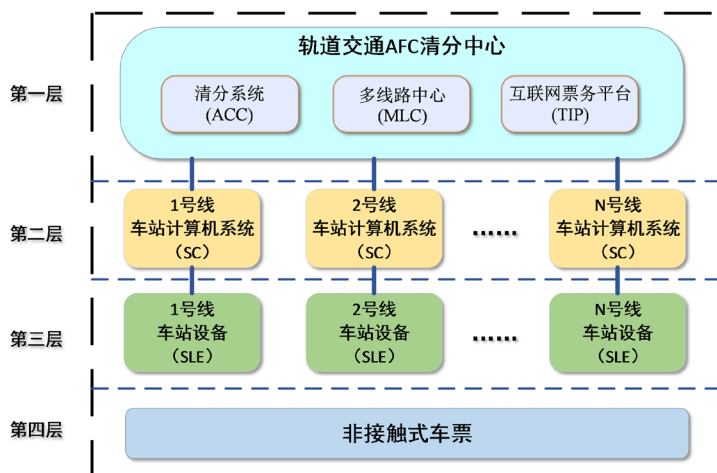 轨道交通AFC清分中心
第一层
清分系统
(ACC)
多线路中心
(MLC)
互联网票务平台
(TIP)
第二层
1号线
车站计算机系统
（SC）
2号线
车站计算机系统
（SC）
......
N号线
车站计算机系统
（SC）
第三层
1号线
车站设备
（SLE）
2号线
车站设备
（SLE）
......
N号线
车站设备
（SLE）
第四层
非接触式车票